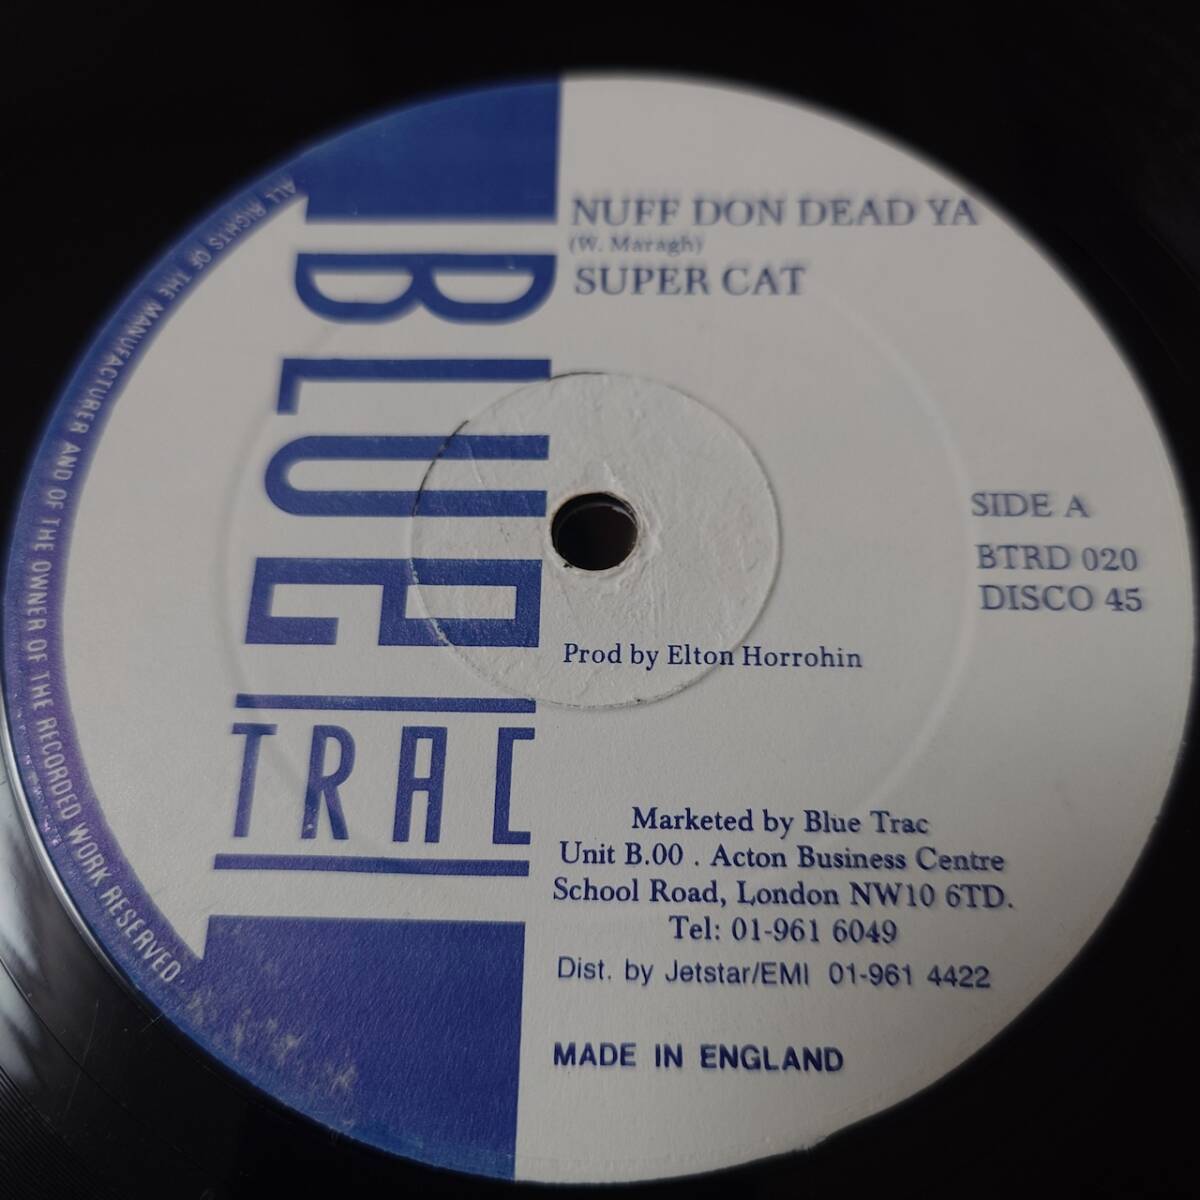 NUFF DON DEAD YA
(W. Maragh)
SUPER CAT
BLUE
TRAC
SIDE A
BTRD 020
DISCO 45
Prod by Elton Horrohin
Marketed by Blue Trac
Unit B.00 . Acton Business Centre
School Road, London NW10 6TD.
Tel: 01-961 6049
Dist. by Jetstar/EMI 01-961 4422
MADE IN ENGLAND
ALL RIGHTS OF THE MANUFACTURER AND OF THE OWNER OF THE RECORDED WORK RESERVED